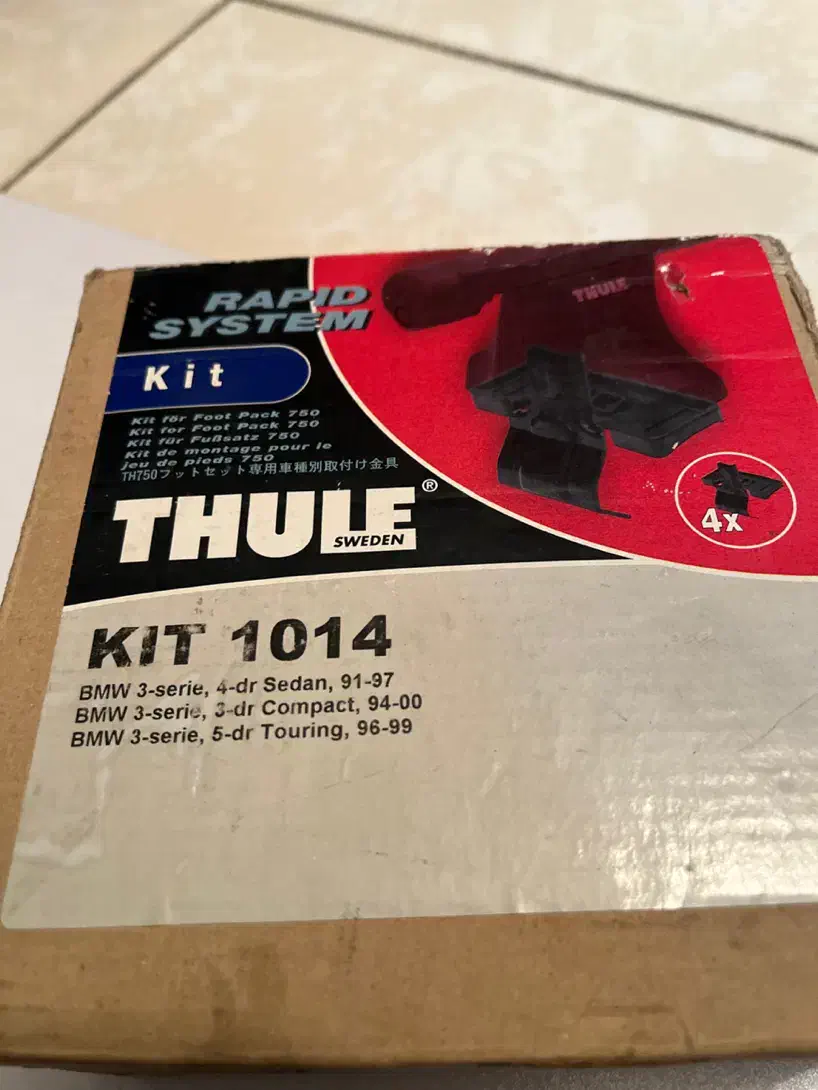 RAPID
SYSTEM
THULE
Kit
Kit för Foot Pack 750
Kit for Foot Pack 750
Kit für Fußsatz 750
Kit de montage pour le
jeu de pieds 750
TH750フットセット専用車種別取付け金具
THULE®
SWEDEN
4x
KIT 1014
BMW 3-serie, 4-dr Sedan, 91-97
BMW 3-serie, 3-dr Compact, 94-00
BMW 3-serie, 5-dr Touring, 96-99